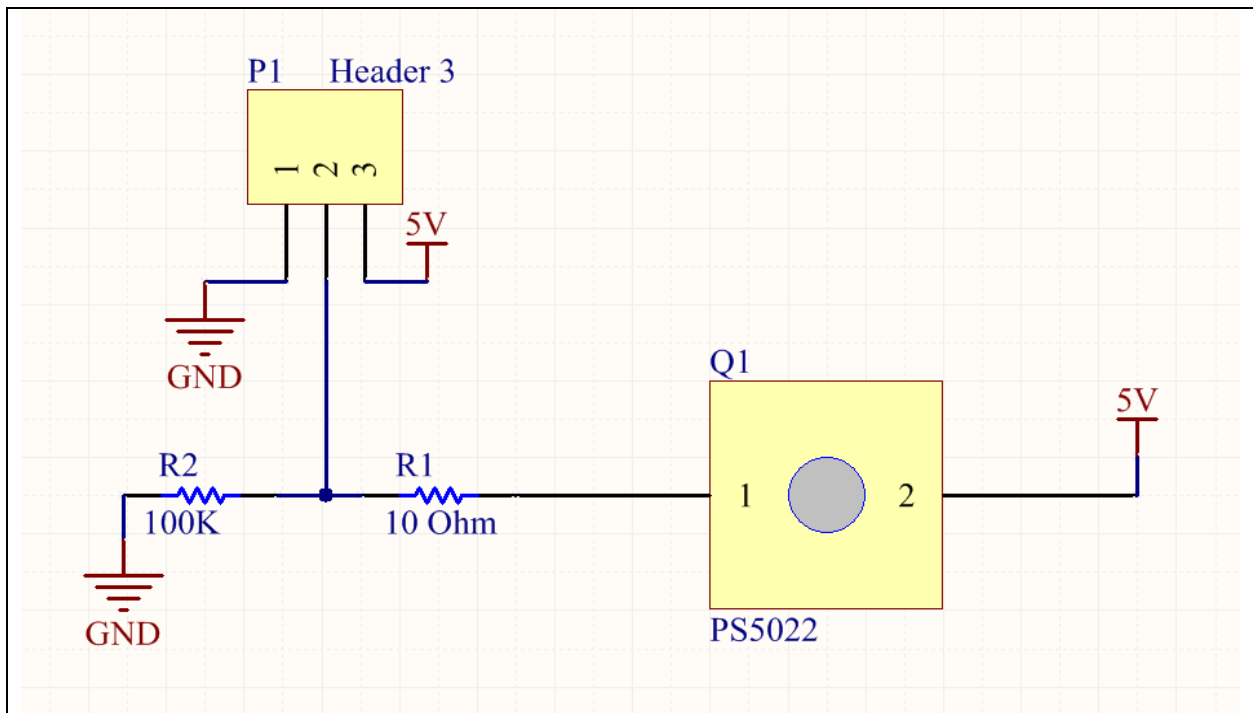 P1 Header 3
1 2 3
5V
GND
Q1
5V
R2 R1
1 2
100K 10 Ohm
GND
PS5022